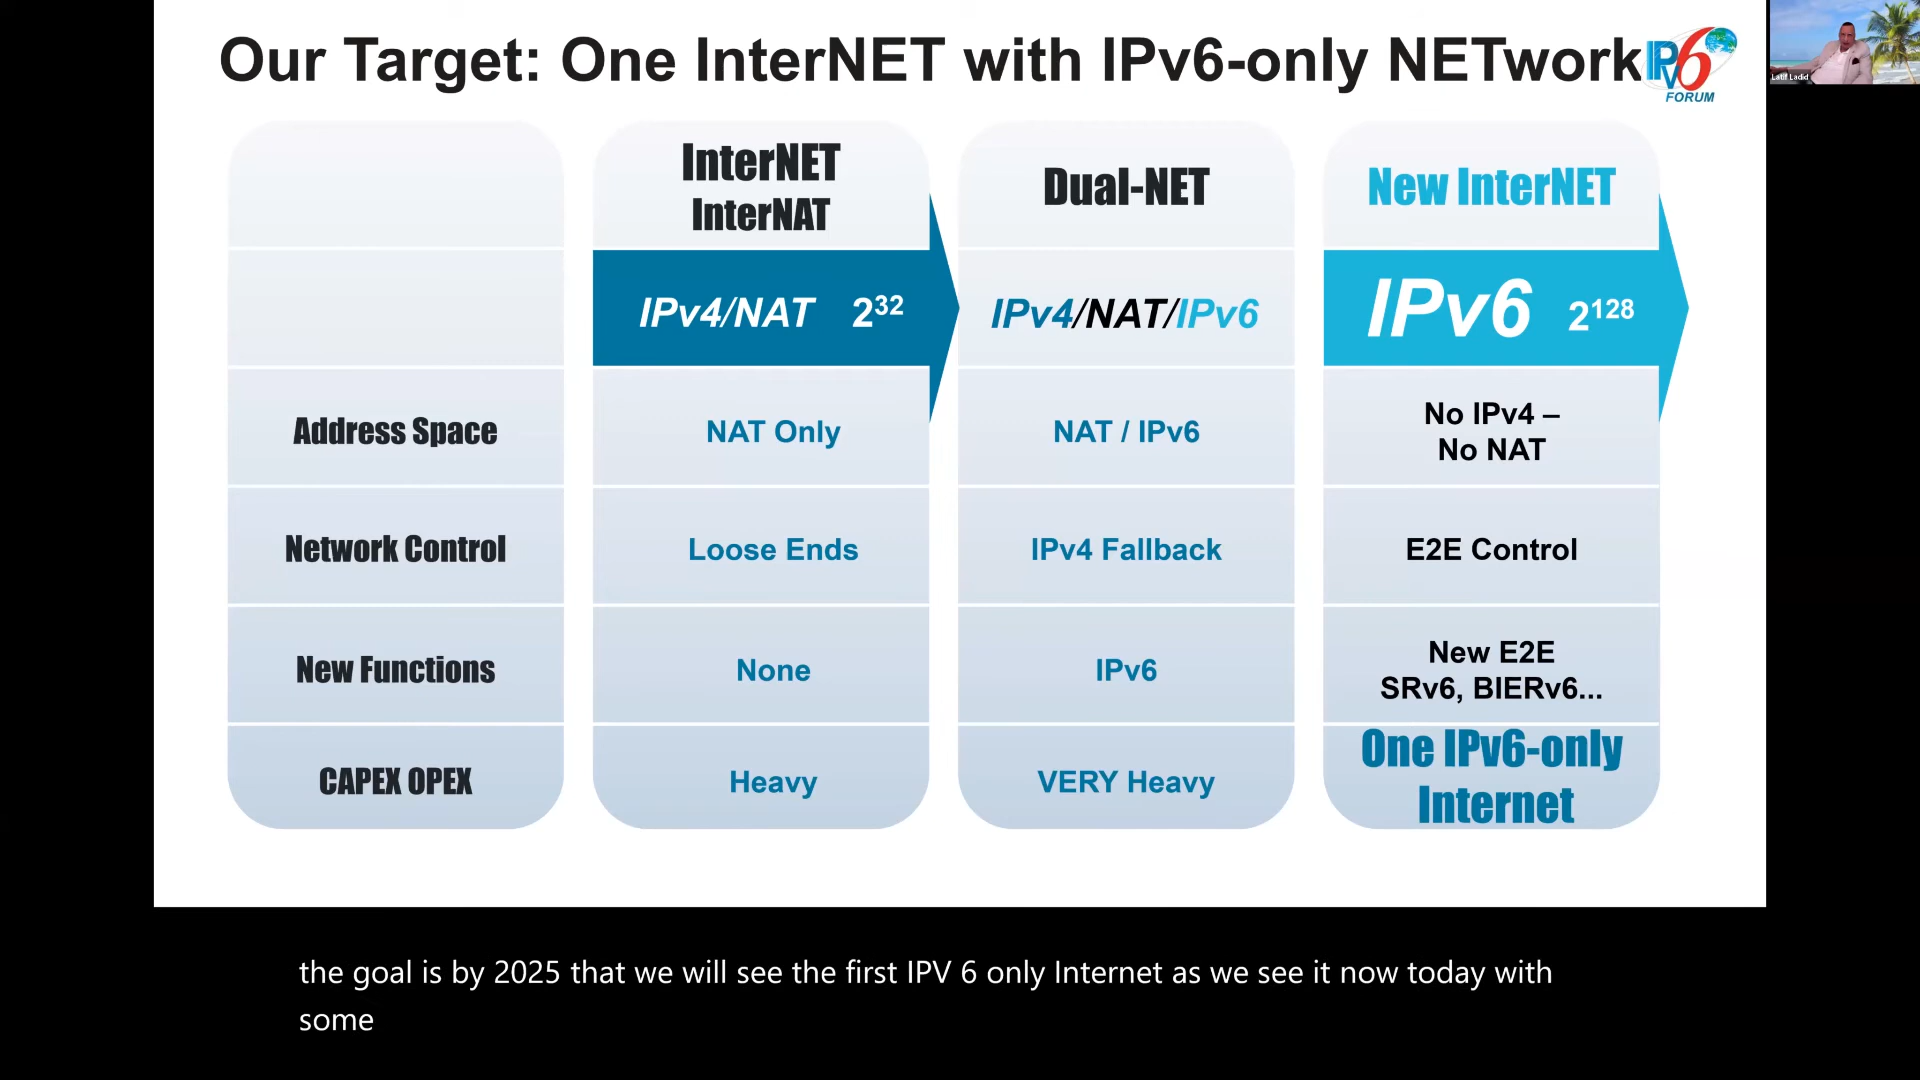 Our Target: One InterNET with IPv6-only NETwork
IPv6
FORUM
Latif Ladid
InterNET
InterNAT
Dual-NET
New InterNET
IPv4/NAT 2³²
IPv4/NAT/IPv6
IPv6 2¹²⁸
Address Space
NAT Only
NAT / IPv6
No IPv4 –
No NAT
Network Control
Loose Ends
IPv4 Fallback
E2E Control
New Functions
None
IPv6
New E2E
SRv6, BIERv6...
CAPEX OPEX
Heavy
VERY Heavy
One IPv6-only
Internet
the goal is by 2025 that we will see the first IPV 6 only Internet as we see it now today with
some